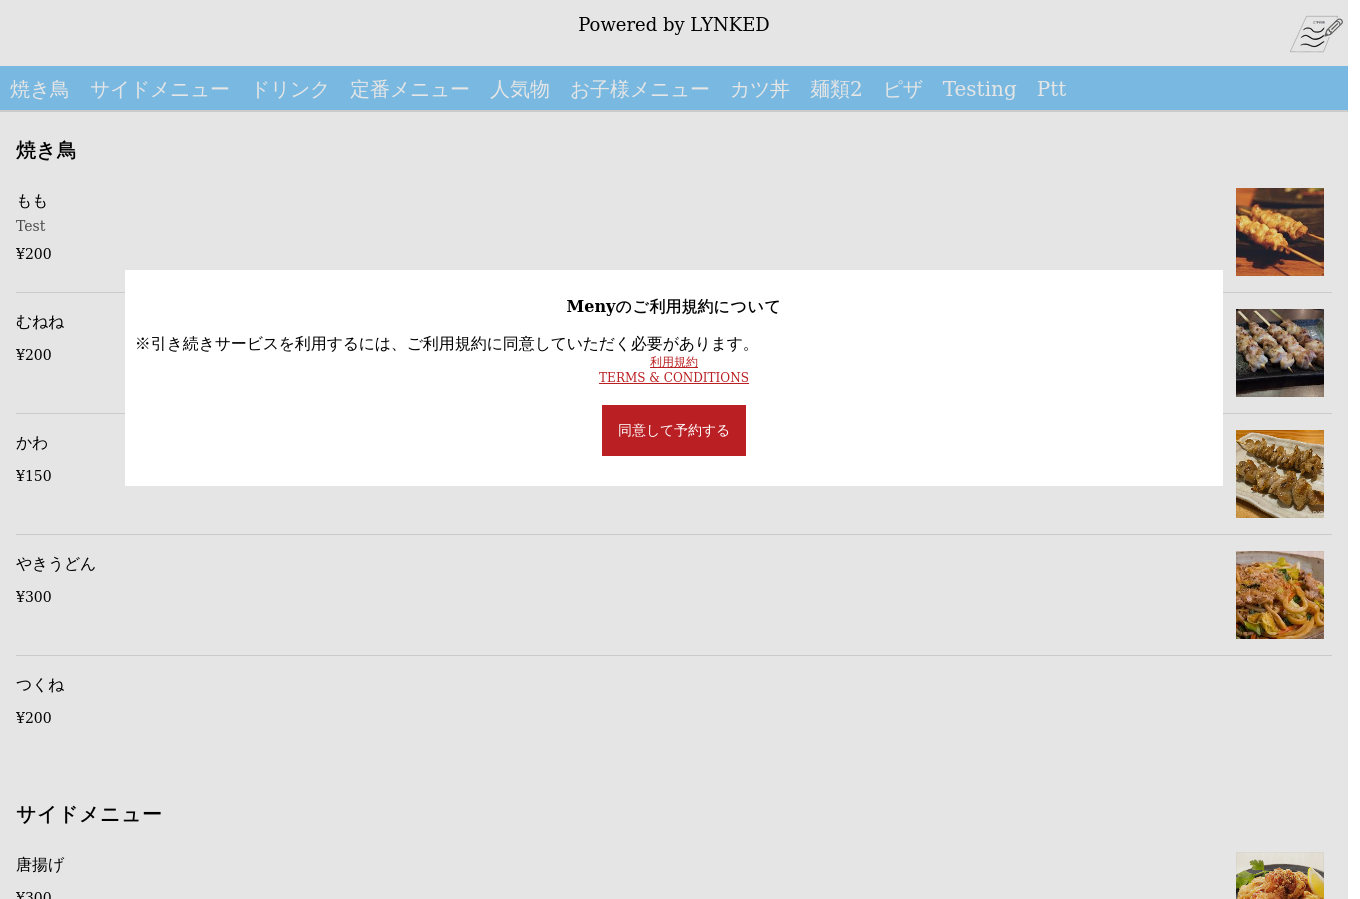 Powered by LYNKED
焼き鳥 サイドメニュー ドリンク 定番メニュー 人気物 お子様メニュー カツ丼 麺類2 ピザ Testing Ptt
焼き鳥
もも
Test
¥200
むねね
¥200
Menyのご利用規約について
※引き続きサービスを利用するには、ご利用規約に同意していただく必要があります。
利用規約
TERMS & CONDITIONS
同意して予約する
かわ
¥150
やきうどん
¥300
つくね
¥200
サイドメニュー
唐揚げ
¥300